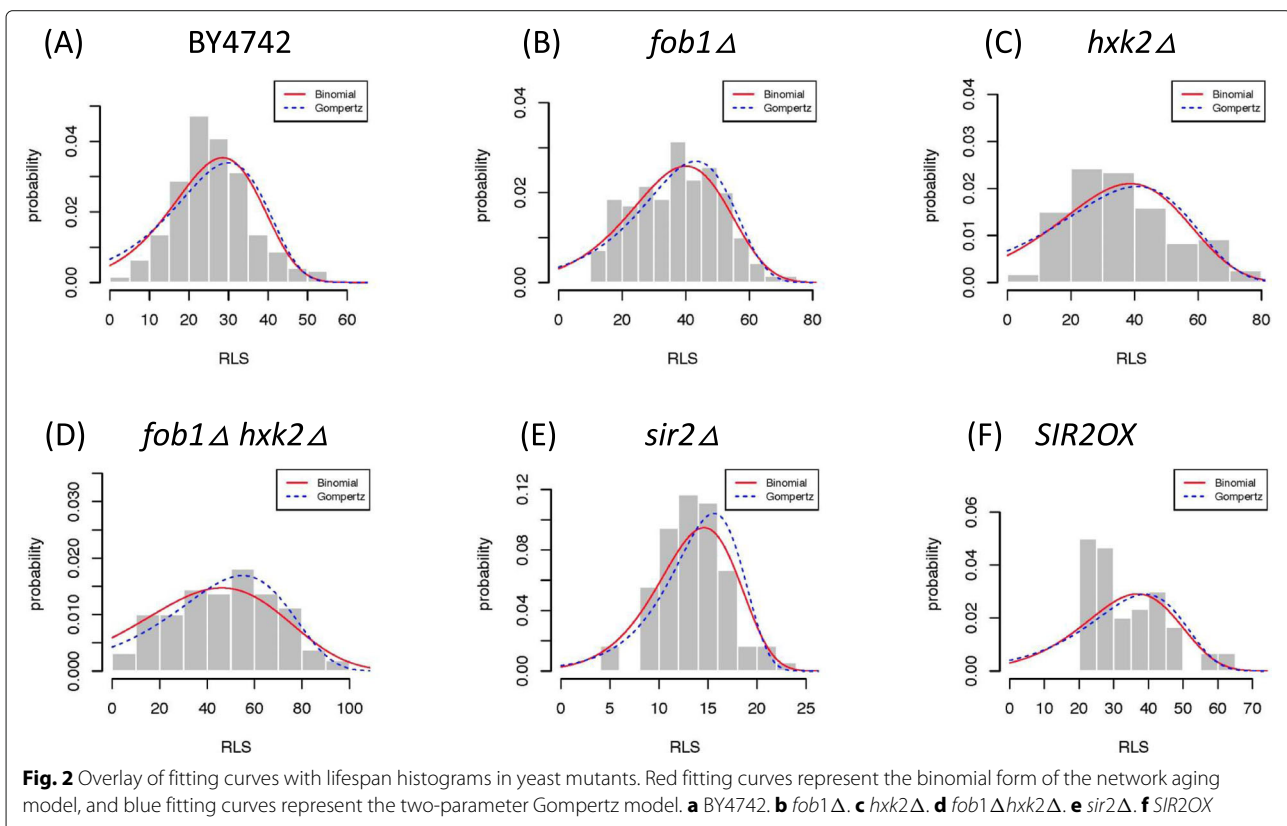 (A) BY4742
Binomial
Gompertz
probability
0.00 0.02 0.04
0 10 20 30 40 50 60
RLS
(B) fob1Δ
Binomial
Gompertz
probability
0.00 0.01 0.02 0.04
0 20 40 60 80
RLS
(C) hxk2Δ
Binomial
Gompertz
probability
0.00 0.01 0.02 0.03 0.04
0 20 40 60 80
RLS
(D) fob1Δ hxk2Δ
Binomial
Gompertz
probability
0.000 0.010 0.020 0.030
0 20 40 60 80 100
RLS
(E) sir2Δ
Binomial
Gompertz
probability
0.00 0.04 0.08 0.12
0 5 10 15 20 25
RLS
(F) SIR2OX
Binomial
Gompertz
probability
0.00 0.02 0.04 0.06
0 10 20 30 40 50 60 70
RLS
Fig. 2 Overlay of fitting curves with lifespan histograms in yeast mutants. Red fitting curves represent the binomial form of the network aging
model, and blue fitting curves represent the two-parameter Gompertz model. a BY4742. b fob1Δ. c hxk2Δ. d fob1Δhxk2Δ. e sir2Δ. f SIR2OX